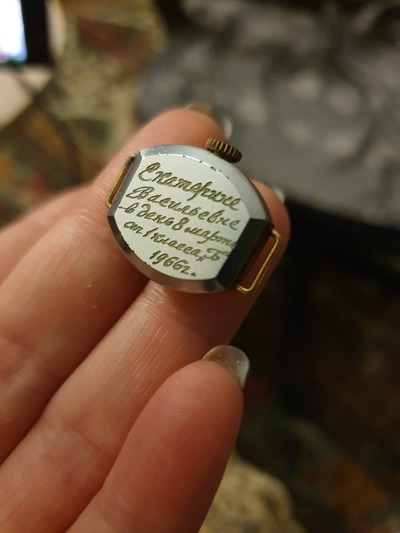 Екатерине
Васильевне
в день 8 марта
от 1 класса „Б"
1966г.